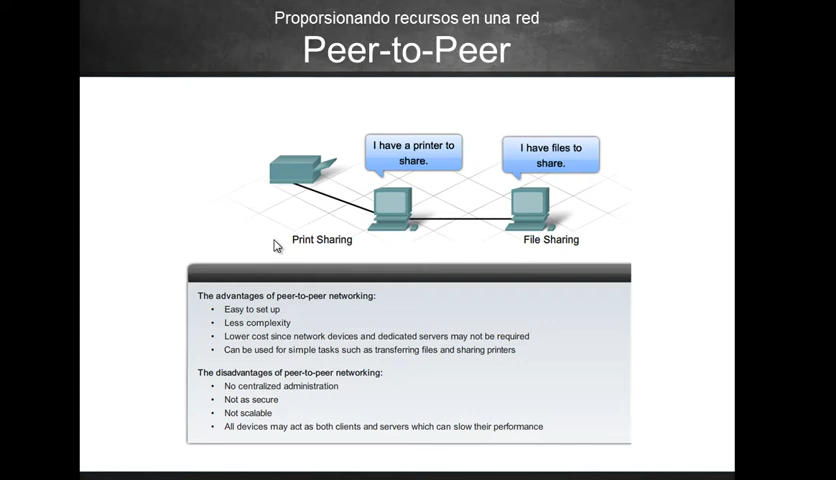 Proporsionando recursos en una red
Peer-to-Peer
I have a printer to
share.
I have files to
share.
Print Sharing
File Sharing
The advantages of peer-to-peer networking:
• Easy to set up
• Less complexity
• Lower cost since network devices and dedicated servers may not be required
• Can be used for simple tasks such as transferring files and sharing printers
The disadvantages of peer-to-peer networking:
• No centralized administration
• Not as secure
• Not scalable
• All devices may act as both clients and servers which can slow their performance